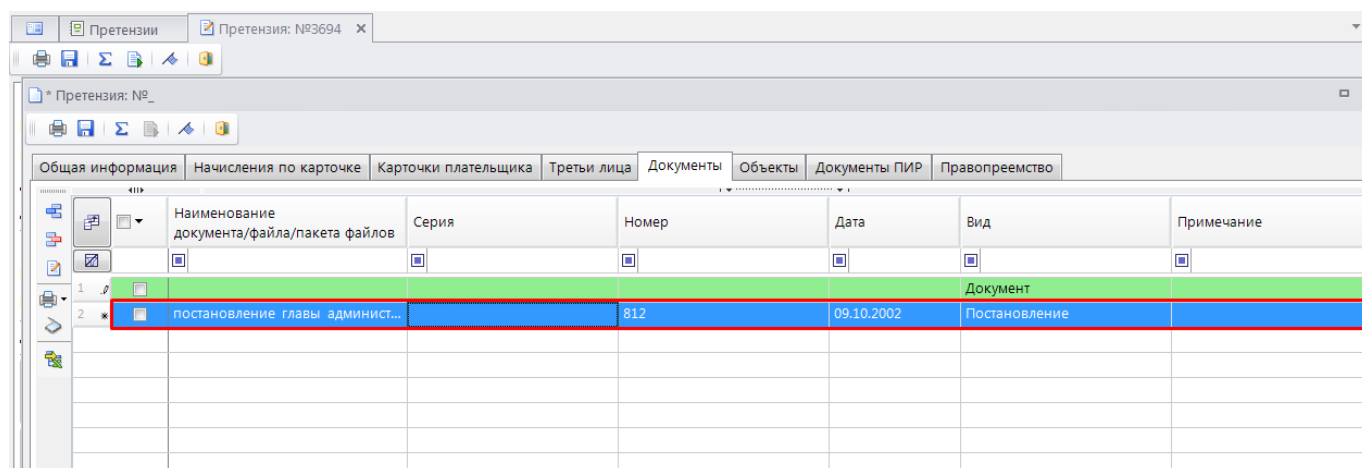 Претензии
Претензия: №3694
* Претензия: №_
Общая информация Начисления по карточке Карточки плательщика Третьи лица Документы Объекты Документы ПИР Правопреемство
Наименование
документа/файла/пакета файлов Серия Номер Дата Вид Примечание
1 Документ
2 постановление главы админист... 812 09.10.2002 Постановление